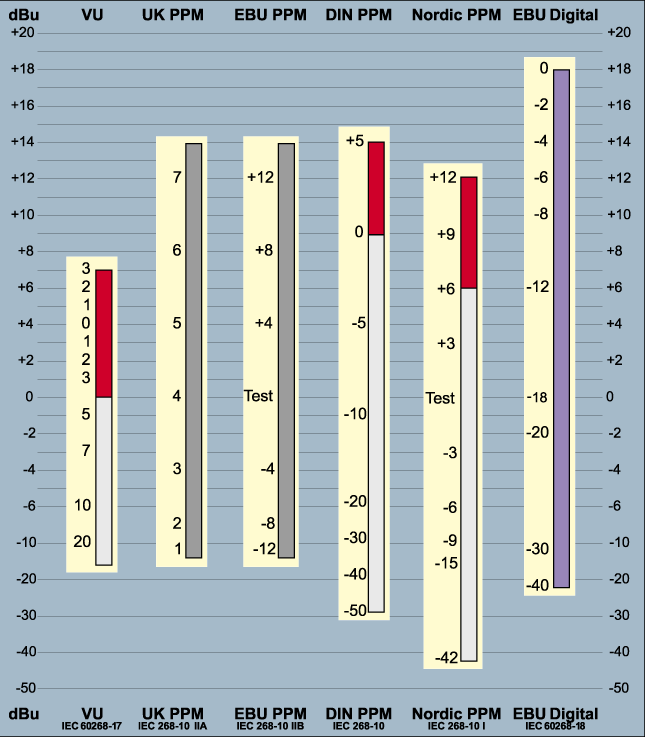 dBu VU UK PPM EBU PPM DIN PPM Nordic PPM EBU Digital
+20 +20
+18 0 +18
+16 -2 +16
+14 +5 -4 +14
+12 7 +12 +12 -6 +12
+10 -8 +10
0 +9
+8 6 +8 +8
3
+6 2 +6 -12 +6
1
+4 0 5 +4 -5 +4
1 +3
+2 2 +2
3
0 4 Test Test -18 0
5 -10
-2 -20 -2
7 -3
-4 3 -4 -4
-6 10 -20 -6 -6
2 -8
-10 20 -30 -9 -10
1 -12 -30
-15
-20 -40 -40 -20
-30 -50 -30
-40 -42 -40
-50 -50
dBu VU UK PPM EBU PPM DIN PPM Nordic PPM EBU Digital
IEC 60268-17 IEC 268-10 IIA IEC 268-10 IIB IEC 268-10 IEC 268-10 I IEC 60268-18